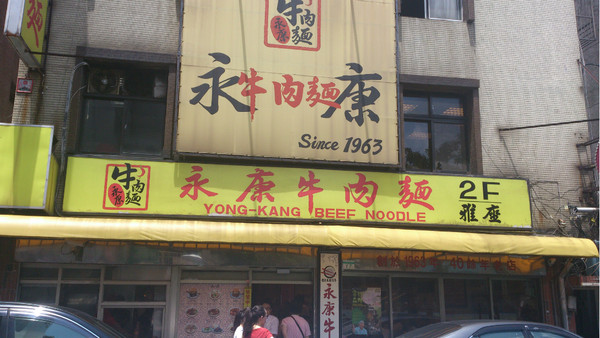 麵
牛肉麵
永康
永牛肉麵康
Since 1963
牛肉麵
永康
永康牛肉麵
YONG-KANG BEEF NOODLE
2F
雅座
永康牛